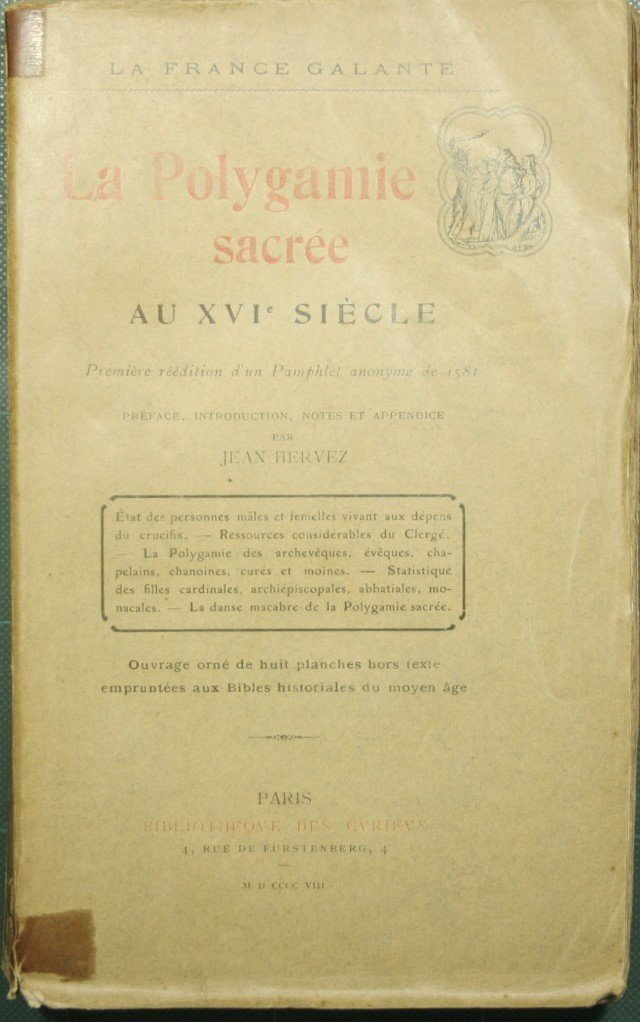 LA FRANCE GALANTE
La Polygamie
sacrée
AU XVIe SIÈCLE
Première réédition d'un Pamphlet anonyme de 1581
PRÉFACE, INTRODUCTION, NOTES ET APPENDICE
PAR
JEAN HERVEZ
État des personnes mâles et femelles vivant aux dépens
du crucifix. — Ressources considérables du Clergé.
— La Polygamie des archevêques, évêques, cha-
pelains, chanoines, curés et moines. — Statistique
des filles cardinales, archiépiscopales, abbatiales, mo-
nacales. — La danse macabre de la Polygamie sacrée.
Ouvrage orné de huit planches hors texte
empruntées aux Bibles historiales du moyen âge
PARIS
BIBLIOTHÈQVE DES CVRIEVX
4, RUE DE FURSTENBERG, 4
M D CCCC VIII